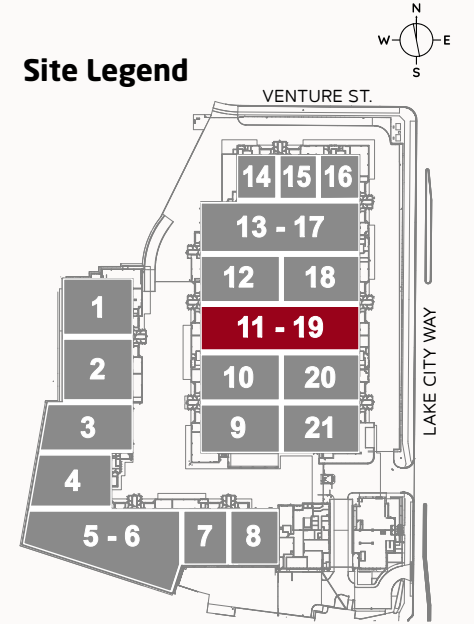 N
W E
S
Site Legend
VENTURE ST.
14 15 16
13 - 17
12 18
11 - 19
10 20
9 21
1
2
3
4
5 - 6 7 8
LAKE CITY WAY